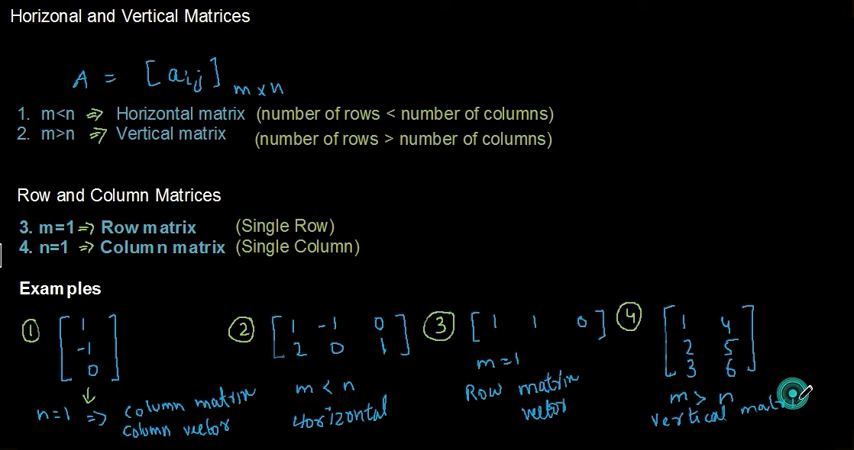 Horizonal and Vertical Matrices
A = [aij] m×n
1. m<n ⇒ Horizontal matrix (number of rows < number of columns)
2. m>n ⇒ Vertical matrix (number of rows > number of columns)
Row and Column Matrices
3. m=1 ⇒ Row matrix (Single Row)
4. n=1 ⇒ Column matrix (Single Column)
Examples
① [ 1
-1
0 ]
↓
n=1 ⇒ column matrix
column vector
② [ 1 -1 0
2 0 1 ]
m < n
Horizontal
③ [ 1 1 0 ]
m=1
Row matrix
vector
④ [ 1 4
2 5
3 6 ]
m > n
vertical